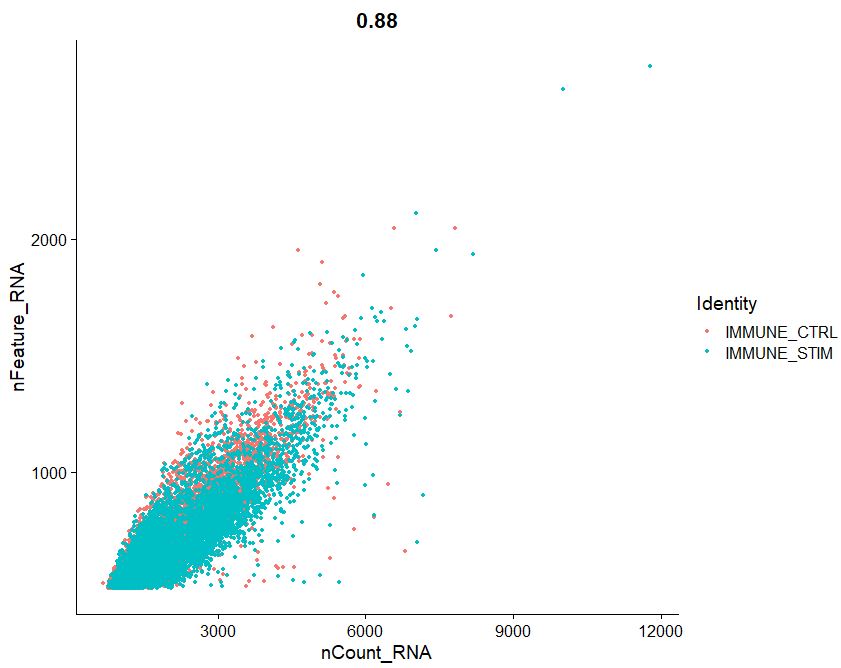 0.88
nFeature_RNA
2000
1000
3000
6000
9000
12000
nCount_RNA
Identity
IMMUNE_CTRL
IMMUNE_STIM